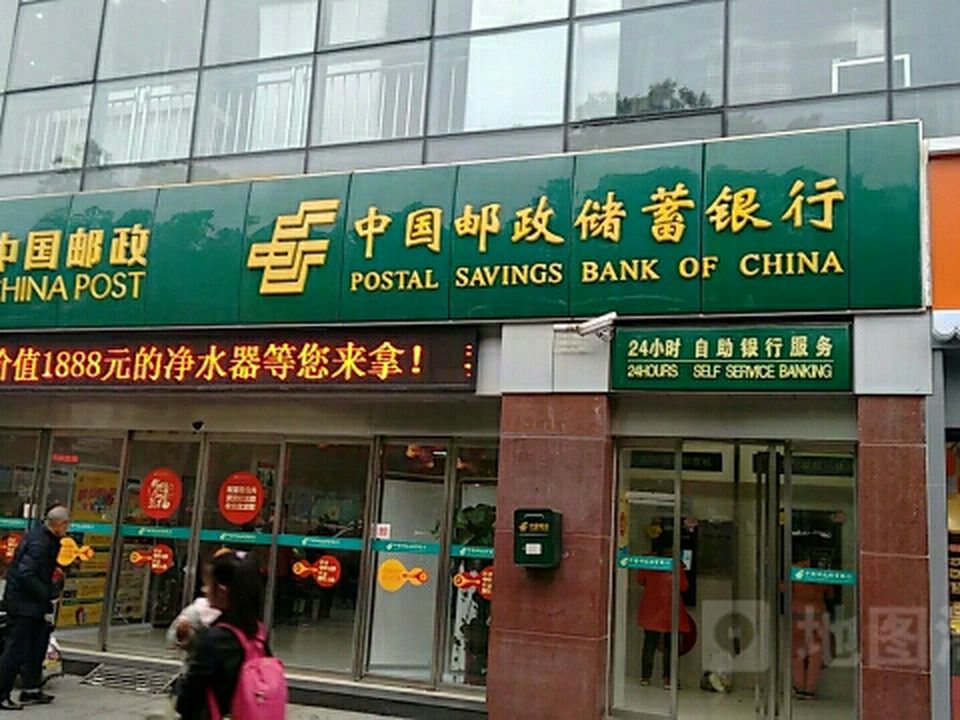 中国邮政
CHINA POST
中国邮政储蓄银行
POSTAL SAVINGS BANK OF CHINA
价值1888元的净水器等您来拿！
24小时 自助银行服务
24HOURS SELF SERVICE BANKING
地图